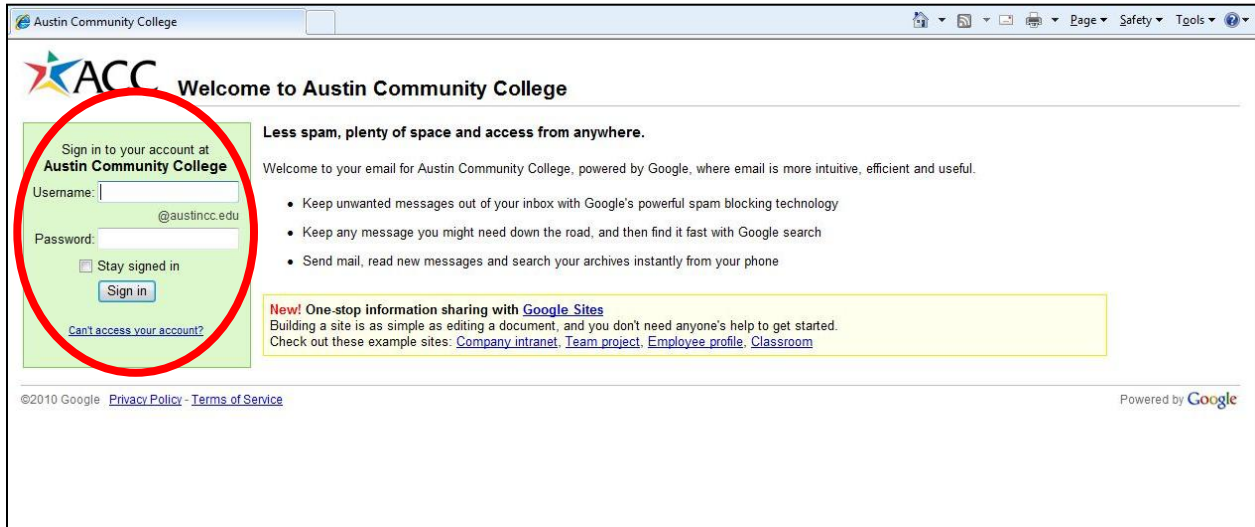 Austin Community College
Page Safety Tools
ACC Welcome to Austin Community College
Sign in to your account at
Austin Community College
Username:
@austincc.edu
Password:
Stay signed in
Sign in
Can't access your account?
Less spam, plenty of space and access from anywhere.
Welcome to your email for Austin Community College, powered by Google, where email is more intuitive, efficient and useful.
• Keep unwanted messages out of your inbox with Google's powerful spam blocking technology
• Keep any message you might need down the road, and then find it fast with Google search
• Send mail, read new messages and search your archives instantly from your phone
New! One-stop information sharing with Google Sites
Building a site is as simple as editing a document, and you don't need anyone's help to get started.
Check out these example sites: Company intranet, Team project, Employee profile, Classroom
©2010 Google Privacy Policy - Terms of Service
Powered by Google